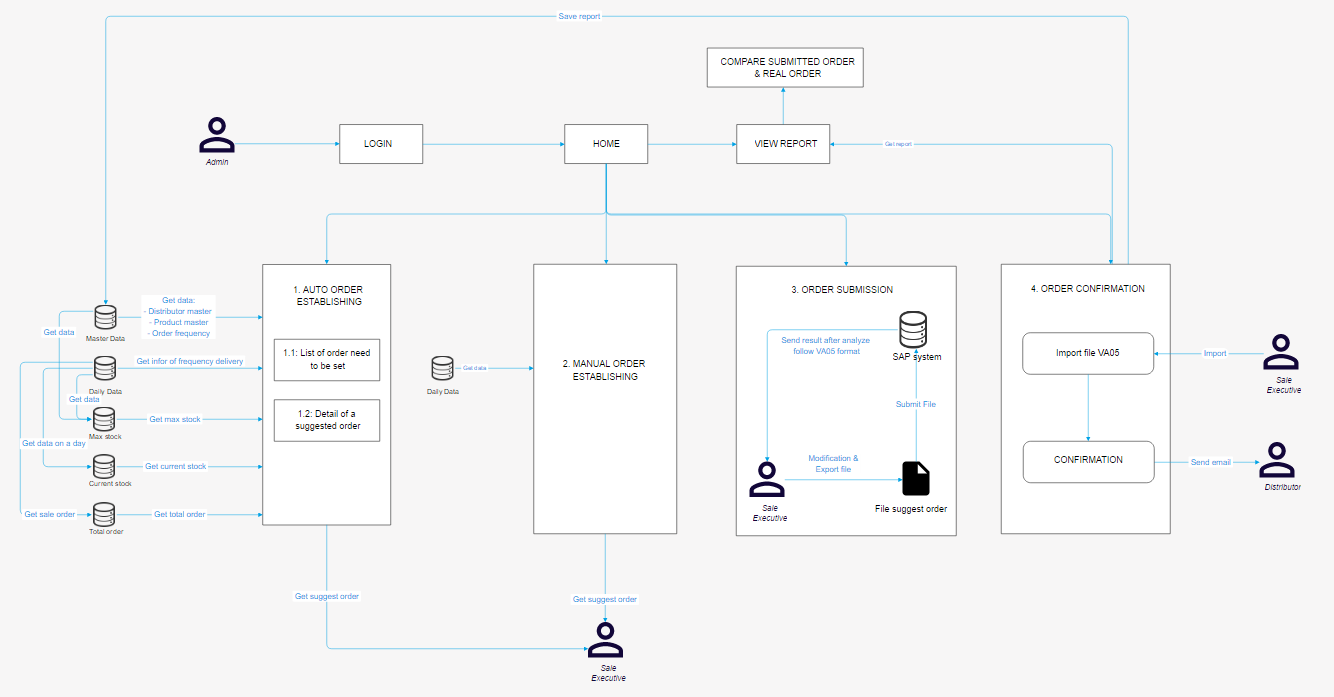 Save report
COMPARE SUBMITTED ORDER
& REAL ORDER
Admin
LOGIN
HOME
VIEW REPORT
Get report
1. AUTO ORDER
ESTABLISHING
1.1: List of order need
to be set
1.2: Detail of a
suggested order
Get data:
- Distributor master
- Product master
- Order frequency
Get data
Master Data
Get infor of frequency delivery
Daily Data
Get data
Get max stock
Max stock
Get data on a day
Get current stock
Current stock
Get sale order
Get total order
Total order
Daily Data
Get data
2. MANUAL ORDER
ESTABLISHING
3. ORDER SUBMISSION
Send result after analyze
follow VA05 format
SAP system
Submit File
Modification &
Export file
Sale
Executive
File suggest order
4. ORDER CONFIRMATION
Import file VA05
Import
Sale
Executive
CONFIRMATION
Send email
Distributor
Get suggest order
Get suggest order
Sale
Executive